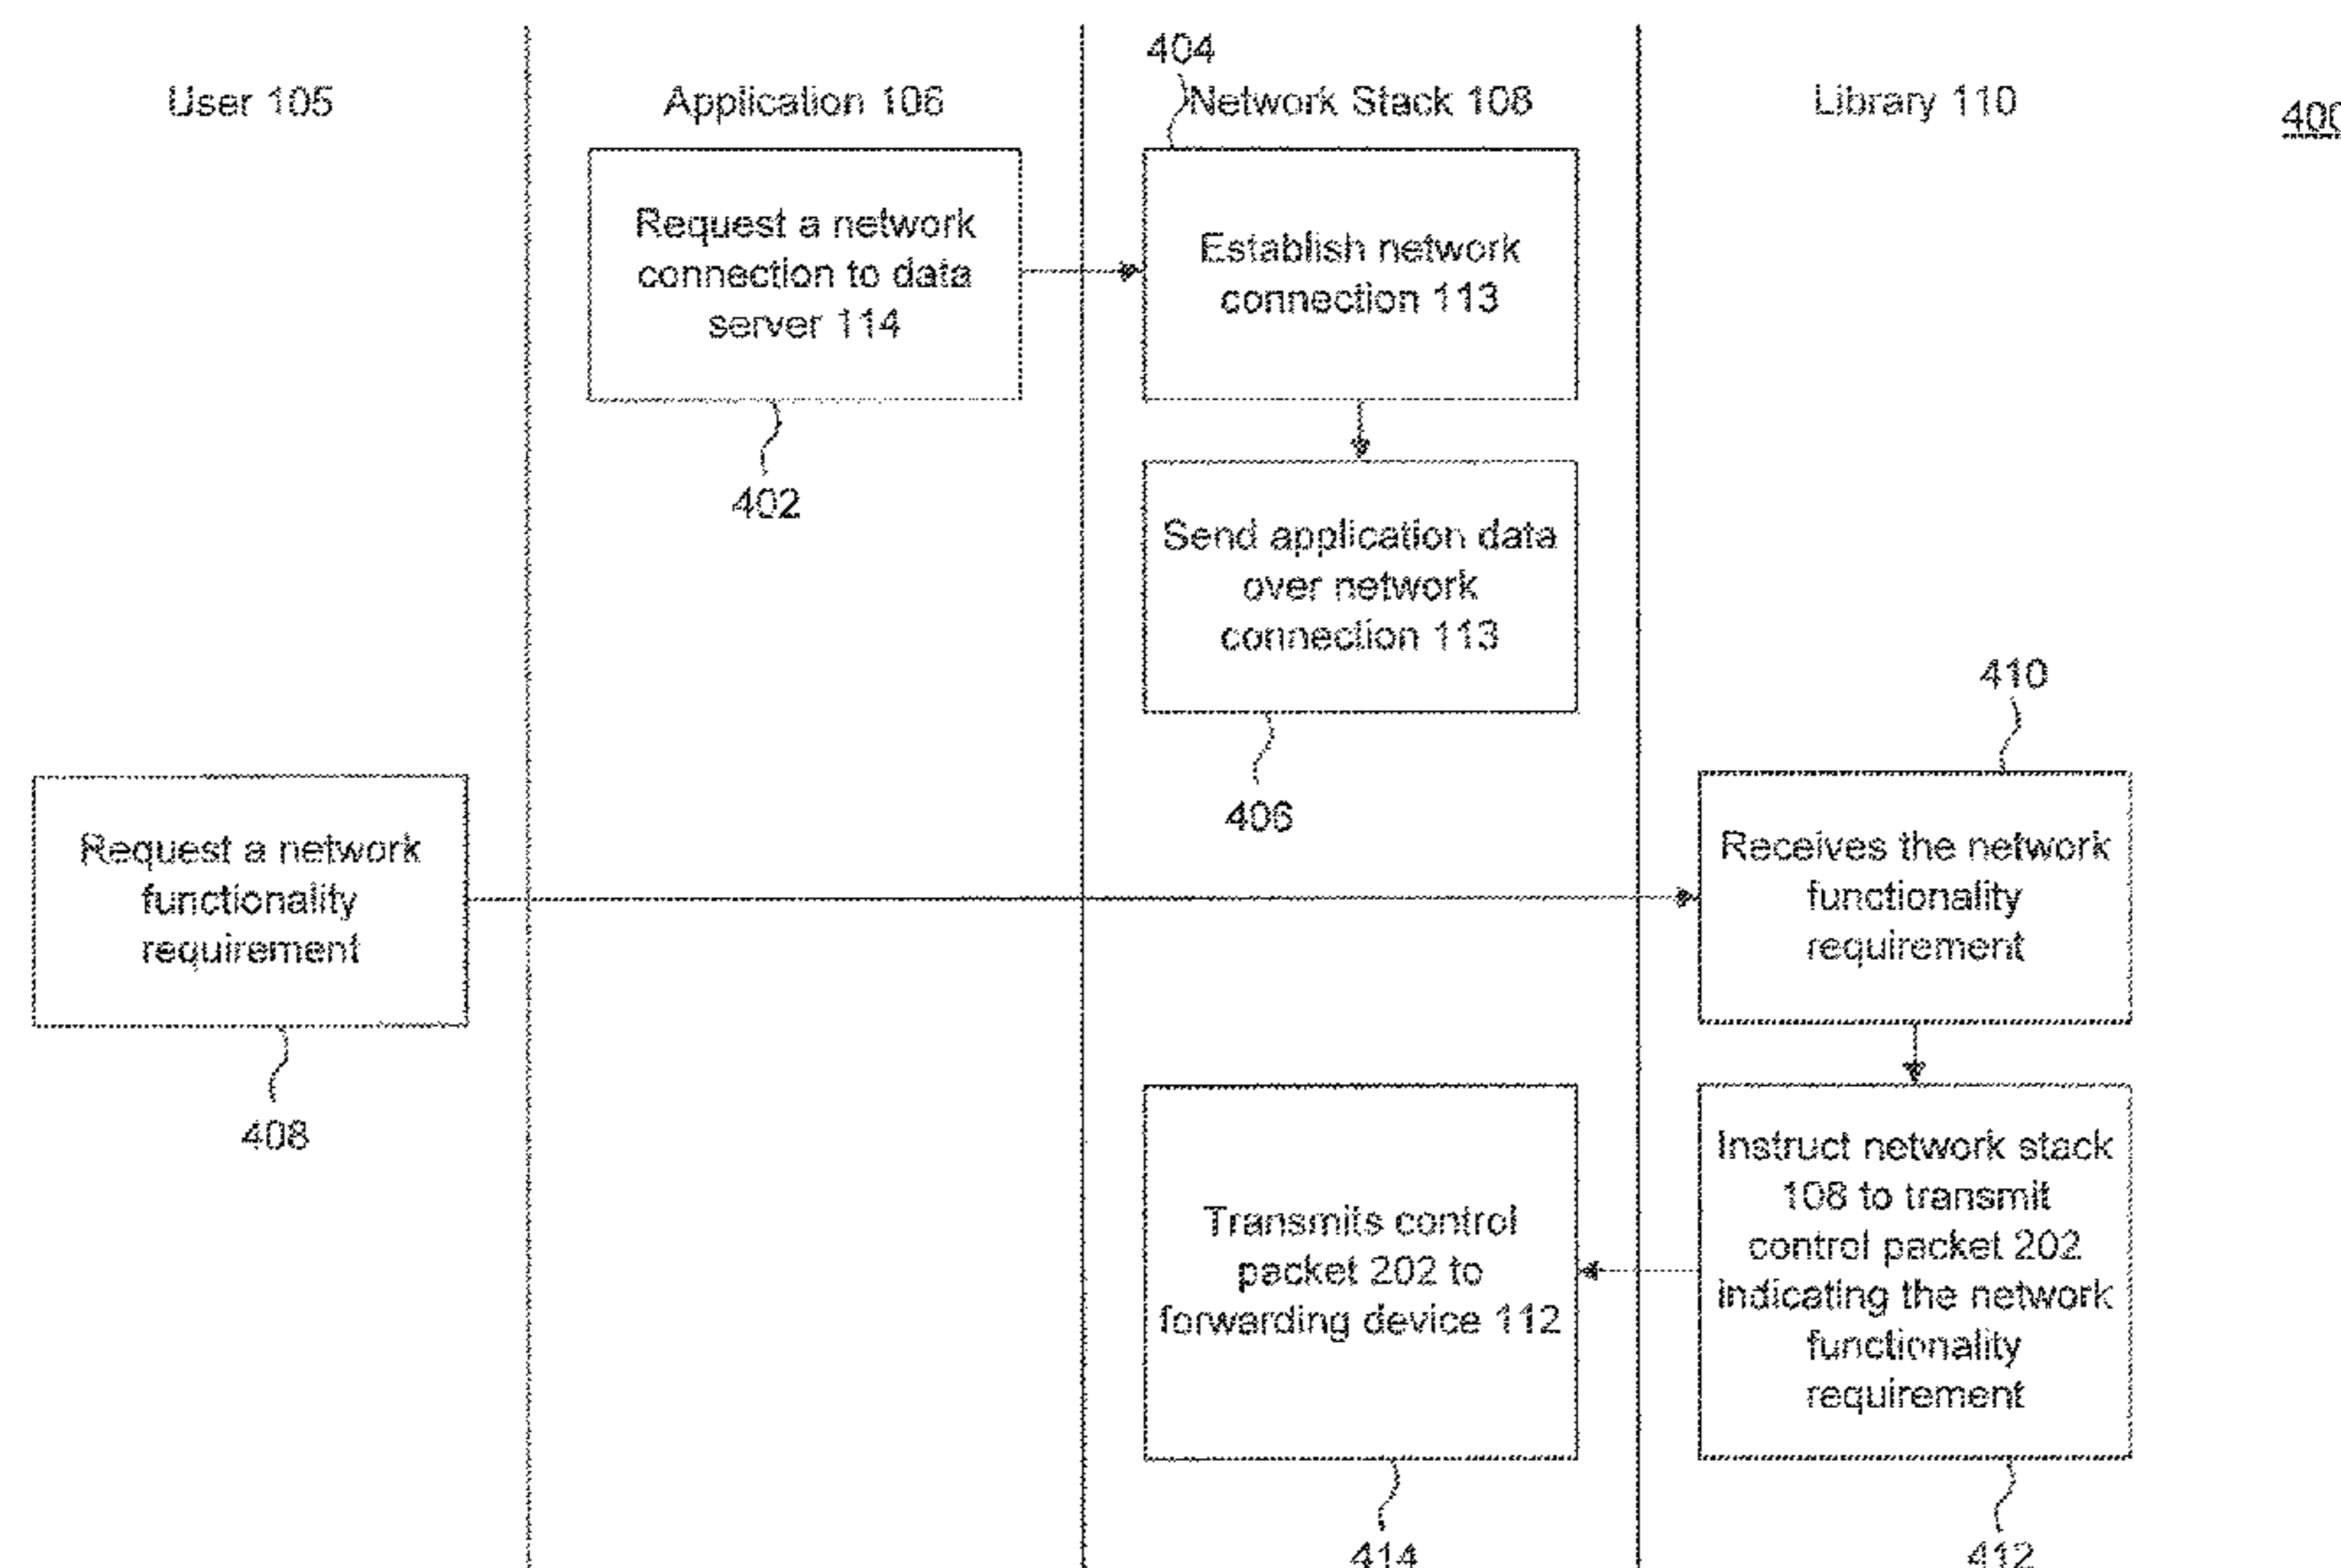 404
User 105
Application 106
Network Stack 108
Library 110
400
Request a network
connection to data
server 114
Establish network
connection 113
402
Send application data
over network
connection 113
410
406
Request a network
functionality
requirement
Receives the network
functionality
requirement
408
Transmits control
packet 202 to
forwarding device 112
Instruct network stack
108 to transmit
control packet 202
indicating the network
functionality
requirement
414
412